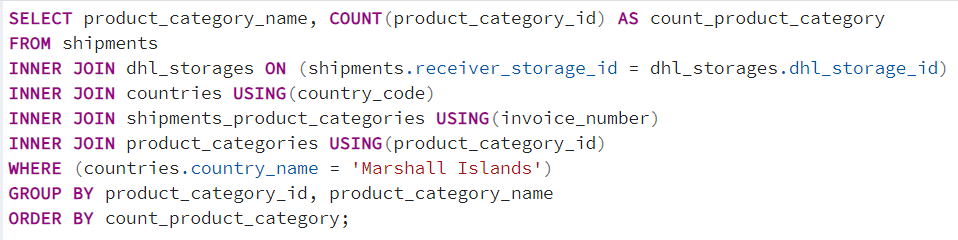 SELECT product_category_name, COUNT(product_category_id) AS count_product_category
FROM shipments
INNER JOIN dhl_storages ON (shipments.receiver_storage_id = dhl_storages.dhl_storage_id)
INNER JOIN countries USING(country_code)
INNER JOIN shipments_product_categories USING(invoice_number)
INNER JOIN product_categories USING(product_category_id)
WHERE (countries.country_name = 'Marshall Islands')
GROUP BY product_category_id, product_category_name
ORDER BY count_product_category;